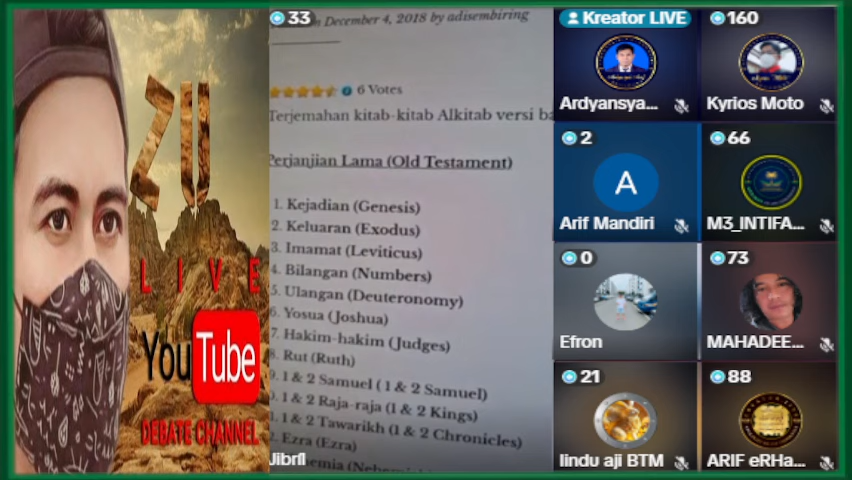 ZU
LIVE
YouTube
DEBATE CHANNEL
33
December 4, 2018 by adisembiring
6 Votes
Terjemahan kitab-kitab Alkitab versi ba
Perjanjian Lama (Old Testament)
1. Kejadian (Genesis)
2. Keluaran (Exodus)
3. Imamat (Leviticus)
4. Bilangan (Numbers)
5. Ulangan (Deuteronomy)
6. Yosua (Joshua)
7. Hakim-hakim (Judges)
8. Rut (Ruth)
9. 1 & 2 Samuel (1 & 2 Samuel)
1 & 2 Raja-raja (1 & 2 Kings)
1 & 2 Tawarikh (1 & 2 Chronicles)
Ezra (Ezra)
Jibril
Kreator LIVE
Ardyansya...
160
Kyrios Moto
2
A
Arif Mandiri
66
M3_INTIFA...
0
Efron
73
MAHADEE...
21
lindu aji BTM
88
ARIF eRHa...